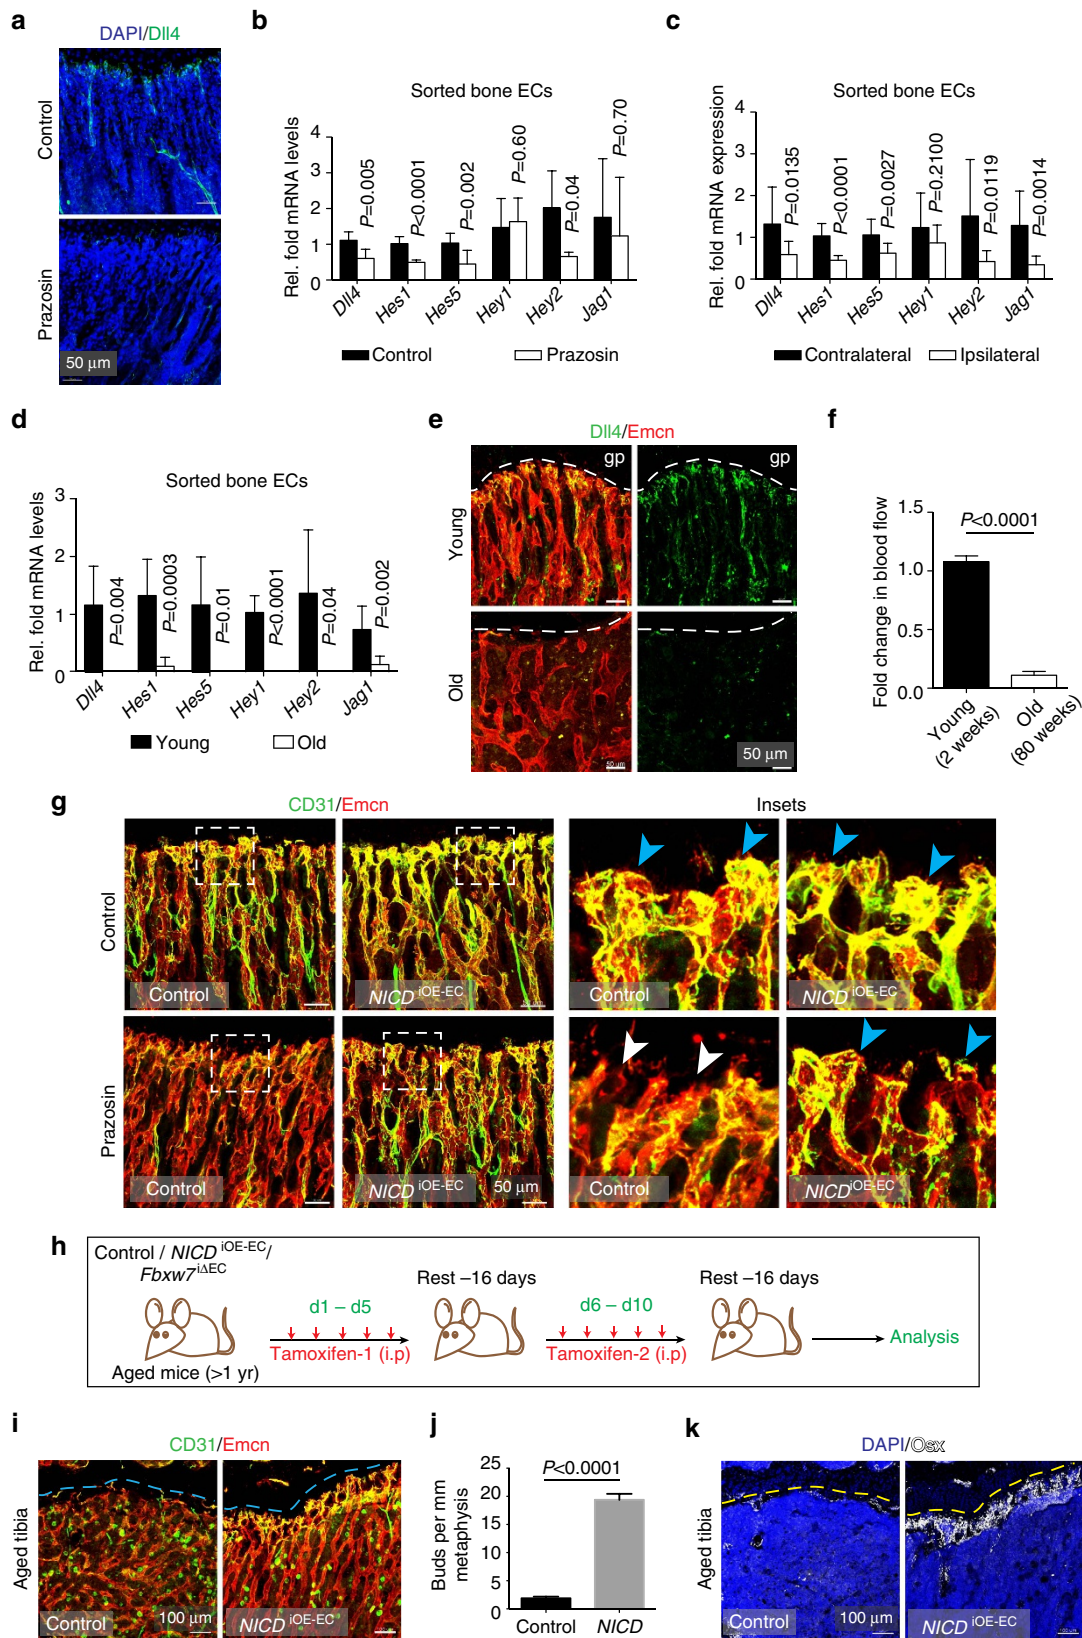 a
DAPI/Dll4
Control
Prazosin
50 μm
b
Sorted bone ECs
Rel. fold mRNA levels
4
3
2
1
0
P=0.005
P<0.0001
P=0.002
P=0.60
P=0.04
P=0.70
Dll4
Hes1
Hes5
Hey1
Hey2
Jag1
Control
Prazosin
c
Sorted bone ECs
Rel. fold mRNA expression
4
3
2
1
0
P=0.0135
P<0.0001
P=0.0027
P=0.2100
P=0.0119
P=0.0014
Dll4
Hes1
Hes5
Hey1
Hey2
Jag1
Contralateral
Ipsilateral
d
Sorted bone ECs
Rel. fold mRNA levels
3
2
1
0
P=0.004
P=0.0003
P=0.01
P<0.0001
P=0.04
P=0.002
Dll4
Hes1
Hes5
Hey1
Hey2
Jag1
Young
Old
e
Dll4/Emcn
Young
Old
gp
gp
50 μm
50 μm
f
Fold change in blood flow
1.5
1.0
0.5
0.0
P<0.0001
Young
(2 weeks)
Old
(80 weeks)
g
CD31/Emcn
Insets
Control
Prazosin
Control
NICD iOE-EC
Control
NICD iOE-EC
Control
NICD iOE-EC
50 μm
Control
NICD iOE-EC
h
Control / NICD iOE-EC/
Fbxw7 iΔEC
Aged mice (>1 yr)
d1 – d5
Tamoxifen-1 (i.p)
Rest –16 days
d6 – d10
Tamoxifen-2 (i.p)
Rest –16 days
Analysis
i
CD31/Emcn
Aged tibia
Control
100 μm
NICD iOE-EC
j
Buds per mm
metaphysis
25
20
15
10
5
0
P<0.0001
Control
NICD
k
DAPI/Osx
Aged tibia
Control
100 μm
NICD iOE-EC